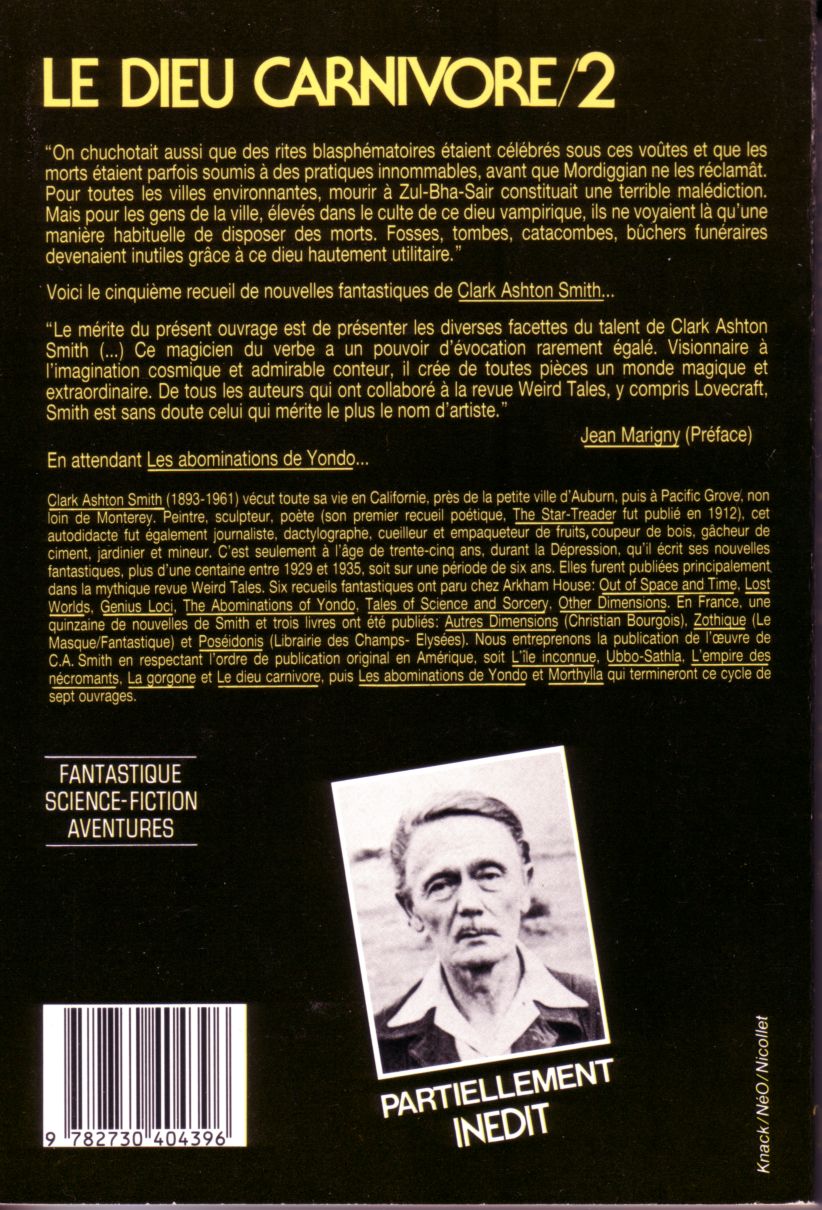 LE DIEU CARNIVORE/2
“On chuchotait aussi que des rites blasphématoires étaient célébrés sous ces voûtes et que les
morts étaient parfois soumis à des pratiques innommables, avant que Mordiggian ne les réclamât.
Pour toutes les villes environnantes, mourir à Zul-Bha-Sair constituait une terrible malédiction.
Mais pour les gens de la ville, élevés dans le culte de ce dieu vampirique, ils ne voyaient là qu’une
manière habituelle de disposer des morts. Fosses, tombes, catacombes, bûchers funéraires
devenaient inutiles grâce à ce dieu hautement utilitaire.”
Voici le cinquième recueil de nouvelles fantastiques de Clark Ashton Smith...
“Le mérite du présent ouvrage est de présenter les diverses facettes du talent de Clark Ashton
Smith (...) Ce magicien du verbe a un pouvoir d’évocation rarement égalé. Visionnaire à
l’imagination cosmique et admirable conteur, il crée de toutes pièces un monde magique et
extraordinaire. De tous les auteurs qui ont collaboré à la revue Weird Tales, y compris Lovecraft,
Smith est sans doute celui qui mérite le plus le nom d’artiste.”
Jean Marigny (Préface)
En attendant Les abominations de Yondo...
Clark Ashton Smith (1893-1961) vécut toute sa vie en Californie, près de la petite ville d’Auburn, puis à Pacific Grove, non
loin de Monterey. Peintre, sculpteur, poète (son premier recueil poétique, The Star-Treader fut publié en 1912), cet
autodidacte fut également journaliste, dactylographe, cueilleur et empaqueteur de fruits, coupeur de bois, gâcheur de
ciment, jardinier et mineur. C’est seulement à l’âge de trente-cinq ans, durant la Dépression, qu’il écrit ses nouvelles
fantastiques, plus d’une centaine entre 1929 et 1935, soit sur une période de six ans. Elles furent publiées principalement
dans la mythique revue Weird Tales. Six recueils fantastiques ont paru chez Arkham House: Out of Space and Time, Lost
Worlds, Genius Loci, The Abominations of Yondo, Tales of Science and Sorcery, Other Dimensions. En France, une
quinzaine de nouvelles de Smith et trois livres ont été publiés: Autres Dimensions (Christian Bourgois), Zothique (Le
Masque/Fantastique) et Poséidonis (Librairie des Champs- Elysées). Nous entreprenons la publication de l’œuvre de
C.A. Smith en respectant l’ordre de publication original en Amérique, soit L’île inconnue, Ubbo-Sathla, L’empire des
nécromants, La gorgone et Le dieu carnivore, puis Les abominations de Yondo et Morthylla qui termineront ce cycle de
sept ouvrages.
FANTASTIQUE
SCIENCE-FICTION
AVENTURES
PARTIELLEMENT
INEDIT
9 782730 404396
Knack/NéO/Nicollet